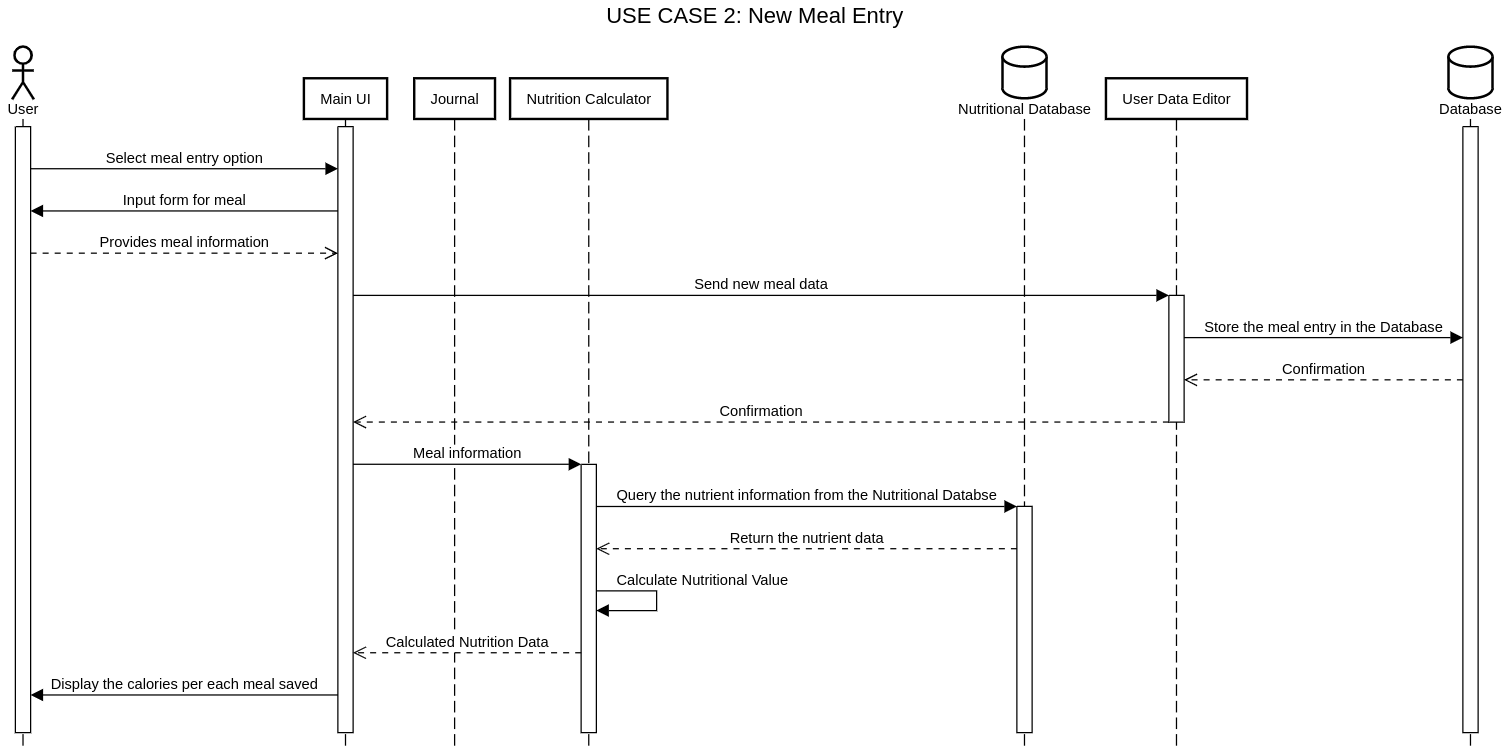 USE CASE 2: New Meal Entry
User
Main UI
Journal
Nutrition Calculator
Nutritional Database
User Data Editor
Database
Select meal entry option
Input form for meal
Provides meal information
Send new meal data
Store the meal entry in the Database
Confirmation
Confirmation
Meal information
Query the nutrient information from the Nutritional Databse
Return the nutrient data
Calculate Nutritional Value
Calculated Nutrition Data
Display the calories per each meal saved